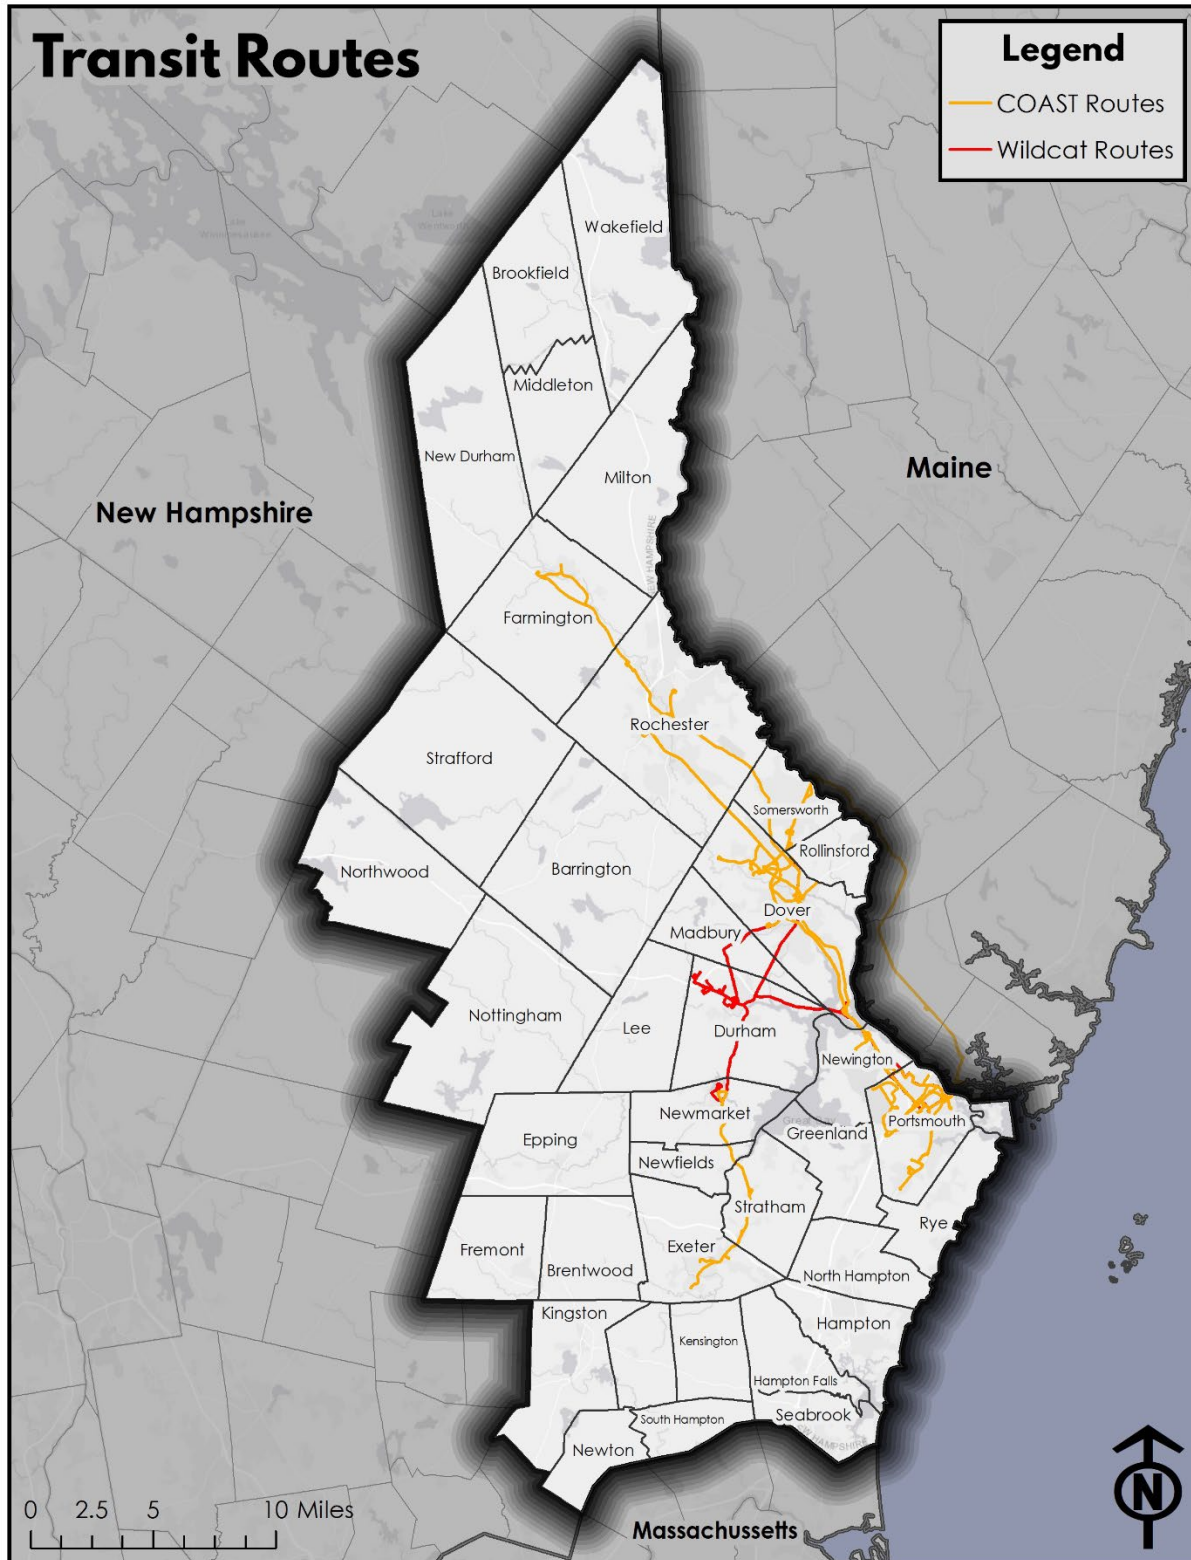 Transit Routes
Legend
COAST Routes
Wildcat Routes
Wakefield
Brookfield
Middleton
New Durham
Milton
Maine
New Hampshire
NEW HAMPSHIRE
Farmington
Rochester
Strafford
Somersworth
Rollinsford
Barrington
Northwood
Dover
Madbury
Nottingham
Lee
Durham
Newington
Newmarket
Portsmouth
Greenland
Epping
Newfields
Stratham
Rye
Exeter
Fremont
Brentwood
North Hampton
Kingston
Hampton
Kensington
Hampton Falls
South Hampton
Seabrook
Newton
N
0 2.5 5 10 Miles
Massachussetts